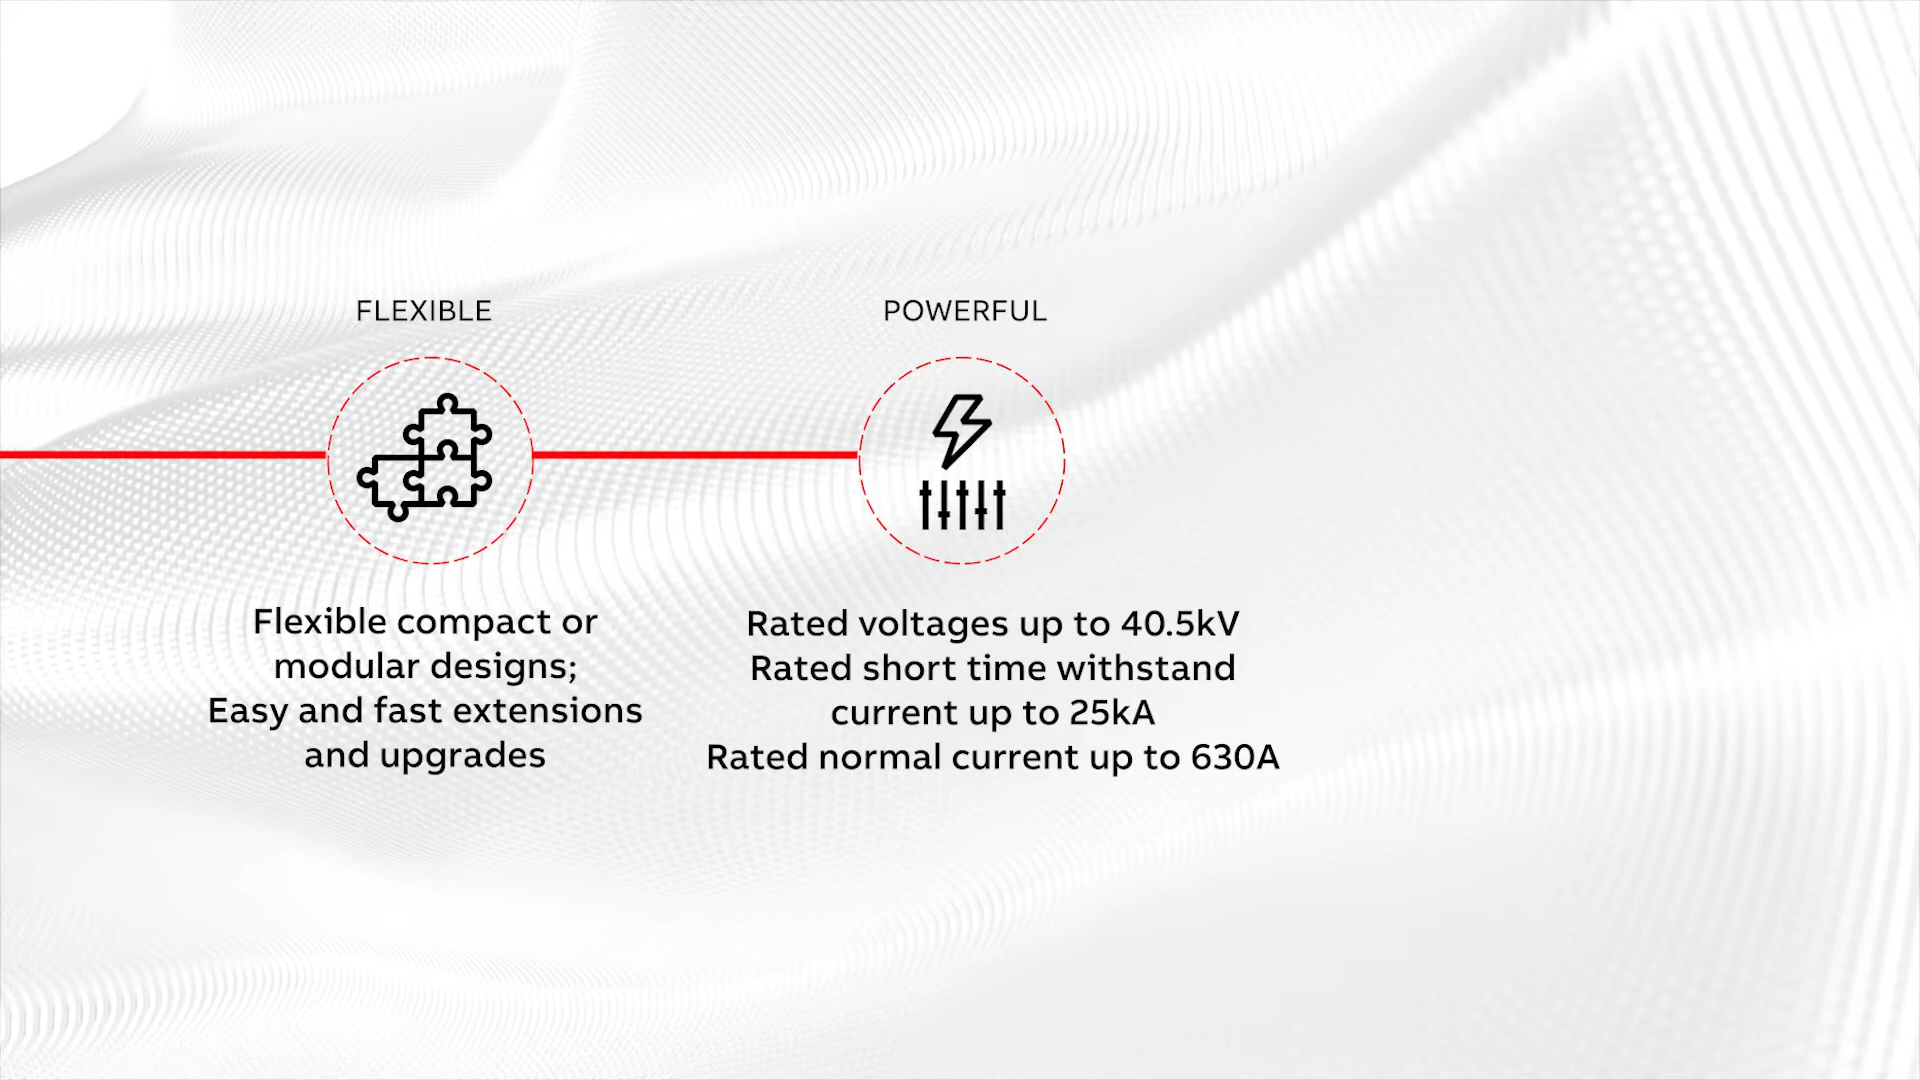 FLEXIBLE
Flexible compact or
modular designs;
Easy and fast extensions
and upgrades
POWERFUL
Rated voltages up to 40.5kV
Rated short time withstand
current up to 25kA
Rated normal current up to 630A